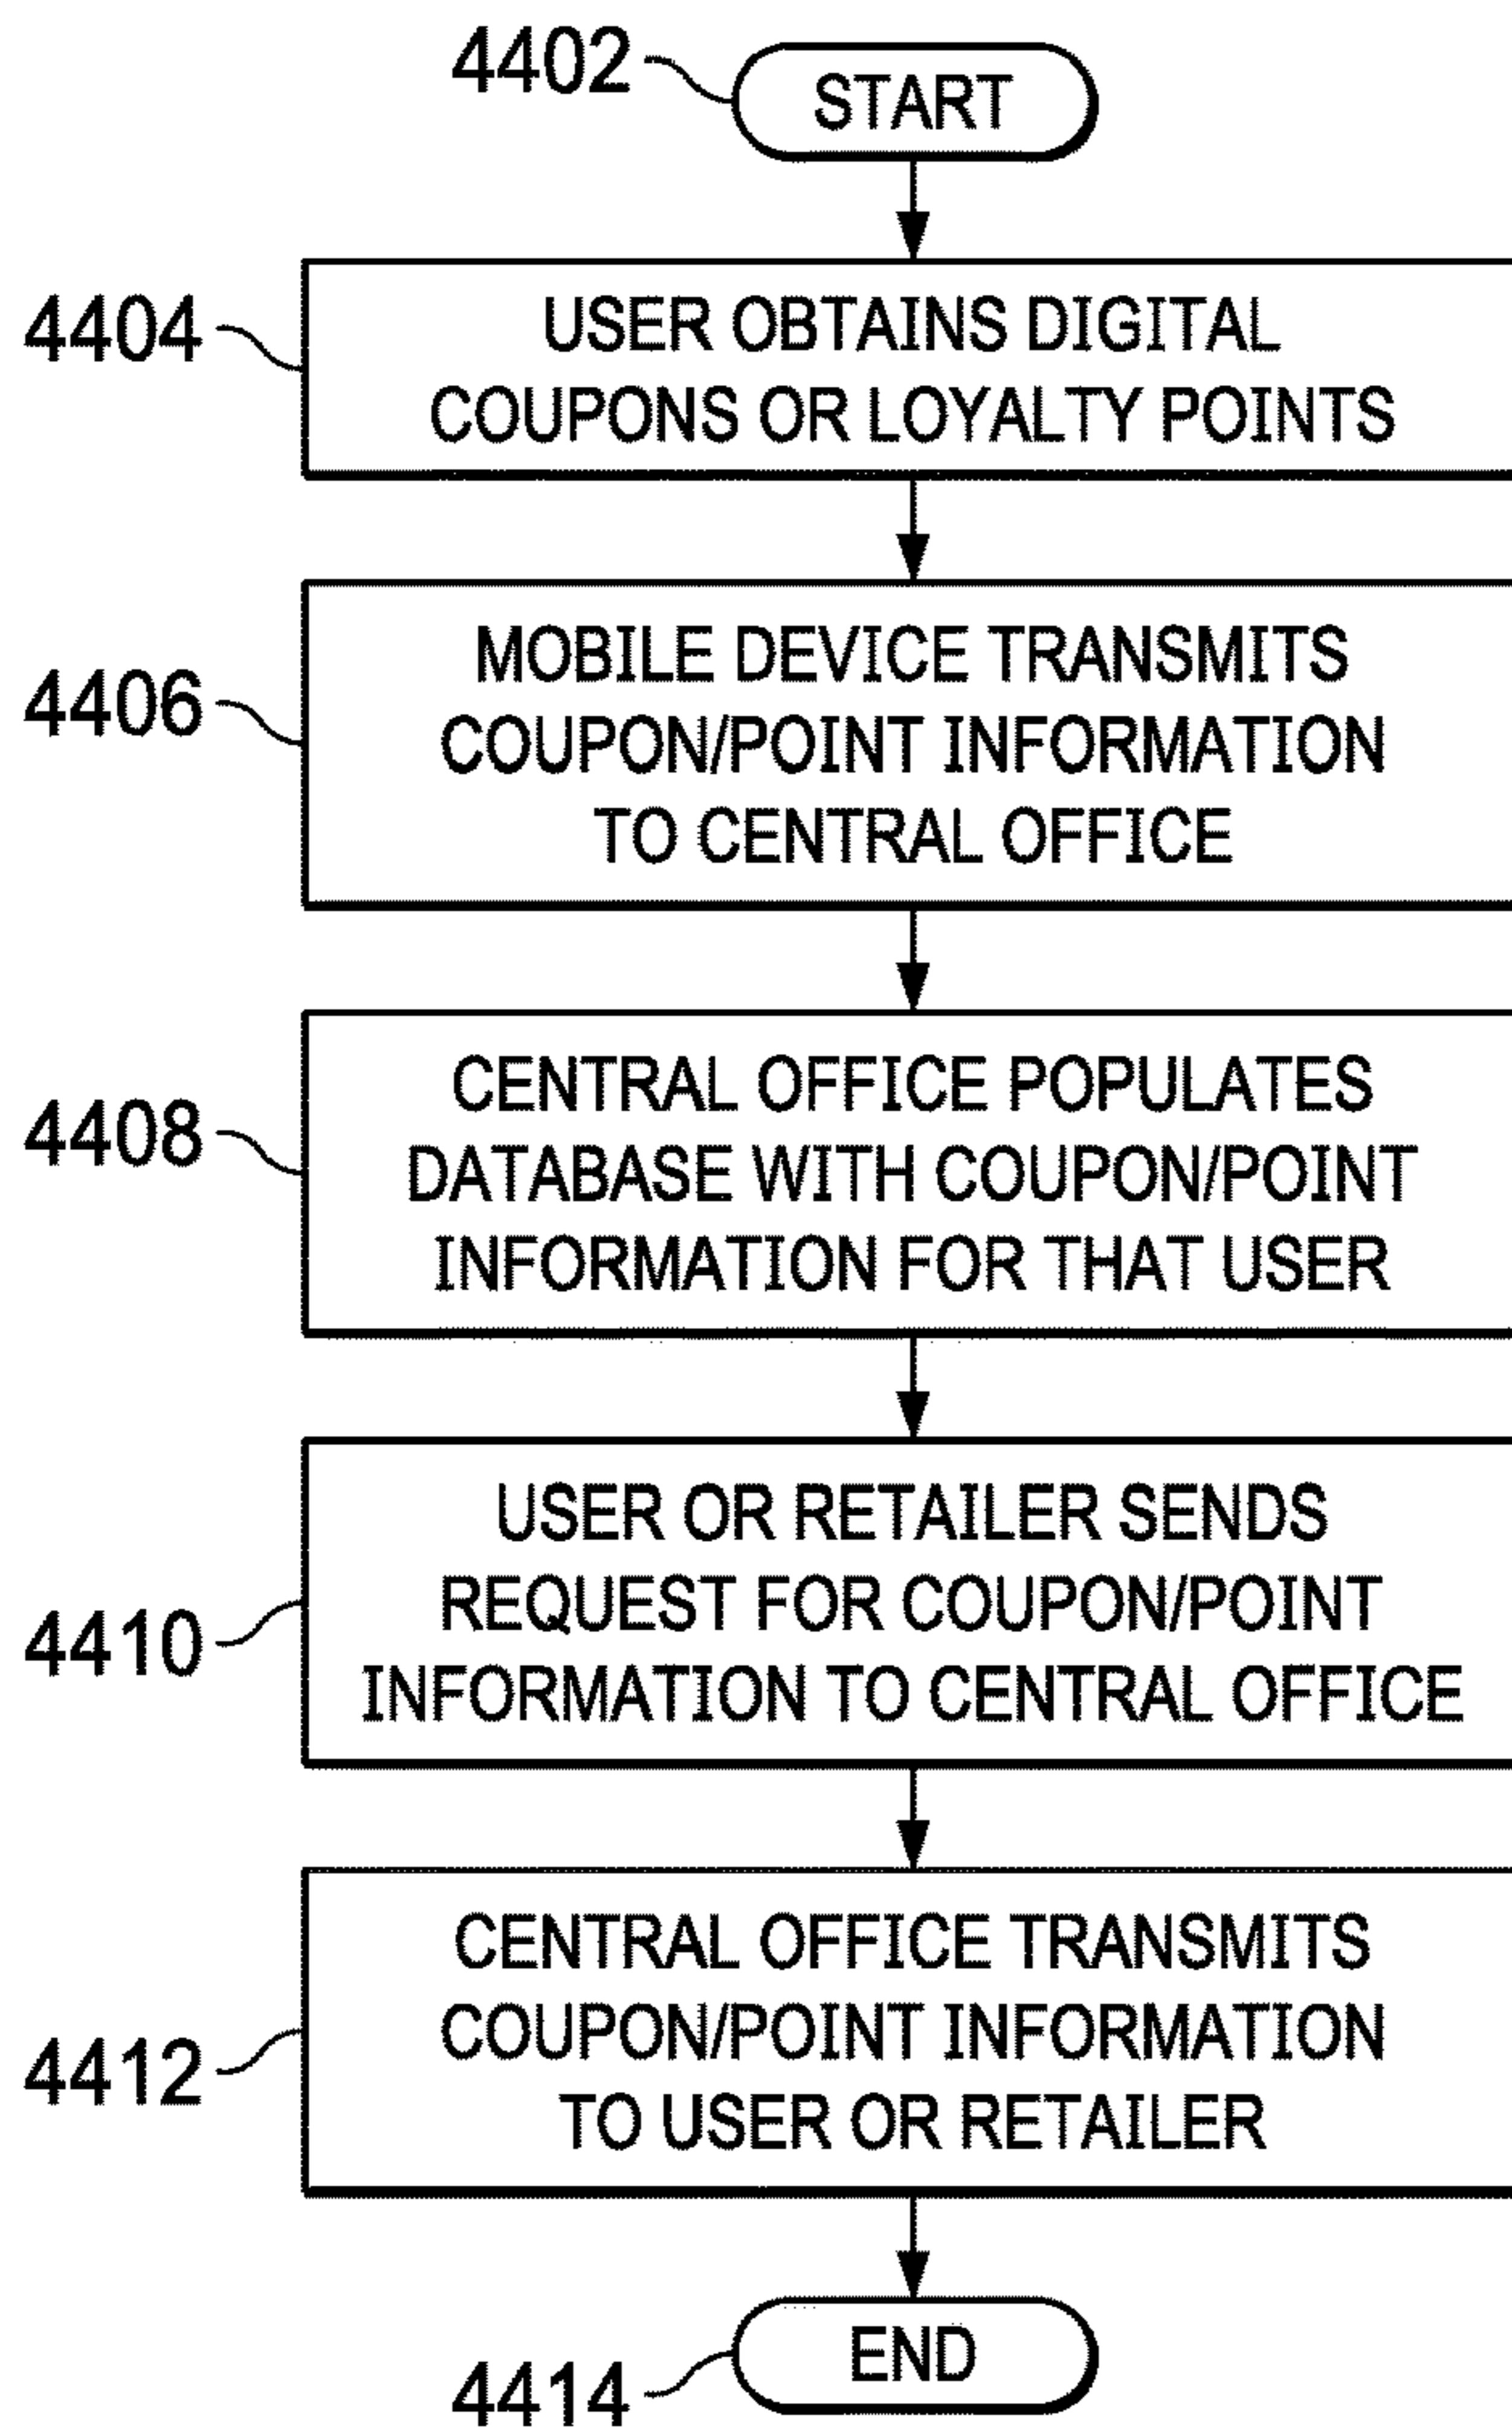 4402
START
4404
USER OBTAINS DIGITAL
COUPONS OR LOYALTY POINTS
4406
MOBILE DEVICE TRANSMITS
COUPON/POINT INFORMATION
TO CENTRAL OFFICE
4408
CENTRAL OFFICE POPULATES
DATABASE WITH COUPON/POINT
INFORMATION FOR THAT USER
4410
USER OR RETAILER SENDS
REQUEST FOR COUPON/POINT
INFORMATION TO CENTRAL OFFICE
4412
CENTRAL OFFICE TRANSMITS
COUPON/POINT INFORMATION
TO USER OR RETAILER
4414
END